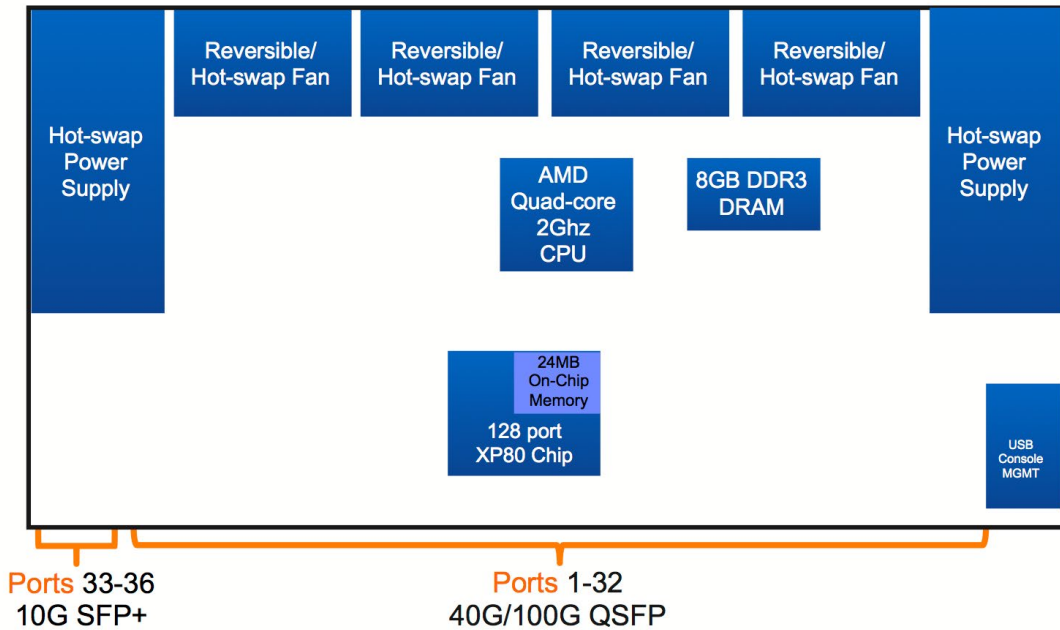 Hot-swap
Power
Supply
Reversible/
Hot-swap Fan
Reversible/
Hot-swap Fan
Reversible/
Hot-swap Fan
Reversible/
Hot-swap Fan
Hot-swap
Power
Supply
AMD
Quad-core
2Ghz
CPU
8GB DDR3
DRAM
24MB
On-Chip
Memory
128 port
XP80 Chip
USB
Console
MGMT
Ports 33-36
10G SFP+
Ports 1-32
40G/100G QSFP